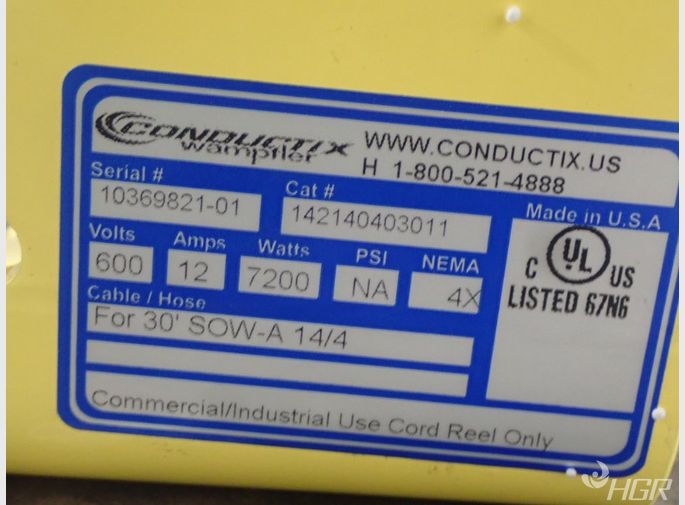 CONDUCTIX
Wampfler
WWW.CONDUCTIX.US
H 1-800-521-4888
Serial #
10369821-01
Cat #
142140403011
Made in U.S.A
Volts
600
Amps
12
Watts
7200
PSI
NA
NEMA
4X
C UL US
LISTED 67N6
Cable / Hose
For 30' SOW-A 14/4
Commercial/Industrial Use Cord Reel Only
HGR